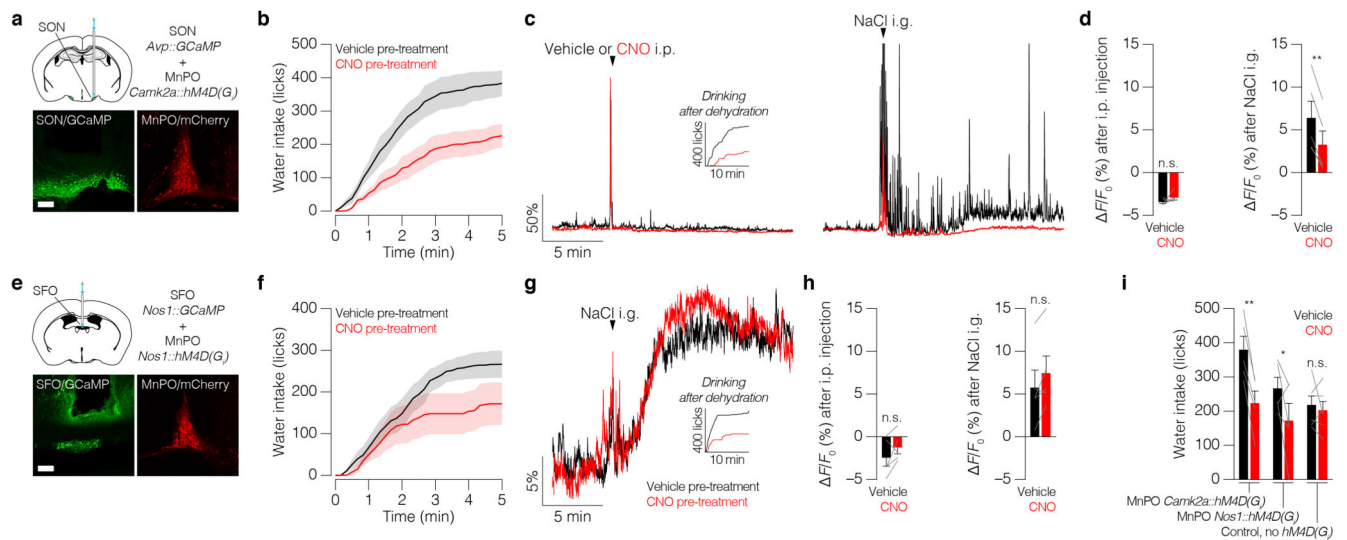 a
SON
SON
Avp::GCaMP
+
MnPO
Camk2a::hM4D(Gi)
SON/GCaMP
MnPO/mCherry
b
Water intake (licks)
500
400
300
200
100
0
Vehicle pre-treatment
CNO pre-treatment
0 1 2 3 4 5
Time (min)
c
Vehicle or CNO i.p.
NaCl i.g.
Drinking
after dehydration
400 licks
10 min
50%
5 min
d
ΔF/F0 (%) after i.p. injection
15
10
5
0
−5
n.s.
Vehicle
CNO
ΔF/F0 (%) after NaCl i.g.
15
10
5
0
−5
**
Vehicle
CNO
e
SFO
SFO
Nos1::GCaMP
+
MnPO
Nos1::hM4D(Gi)
SFO/GCaMP
MnPO/mCherry
f
Water intake (licks)
400
300
200
100
0
Vehicle pre-treatment
CNO pre-treatment
0 1 2 3 4 5
Time (min)
g
NaCl i.g.
Drinking
after dehydration
400 licks
10 min
5%
5 min
Vehicle pre-treatment
CNO pre-treatment
h
ΔF/F0 (%) after i.p. injection
15
10
5
0
−5
n.s.
Vehicle
CNO
ΔF/F0 (%) after NaCl i.g.
15
10
5
0
−5
n.s.
Vehicle
CNO
i
Water intake (licks)
500
400
300
200
100
0
**
*
n.s.
Vehicle
CNO
MnPO Camk2a::hM4D(Gi)
MnPO Nos1::hM4D(Gi)
Control, no hM4D(Gi)